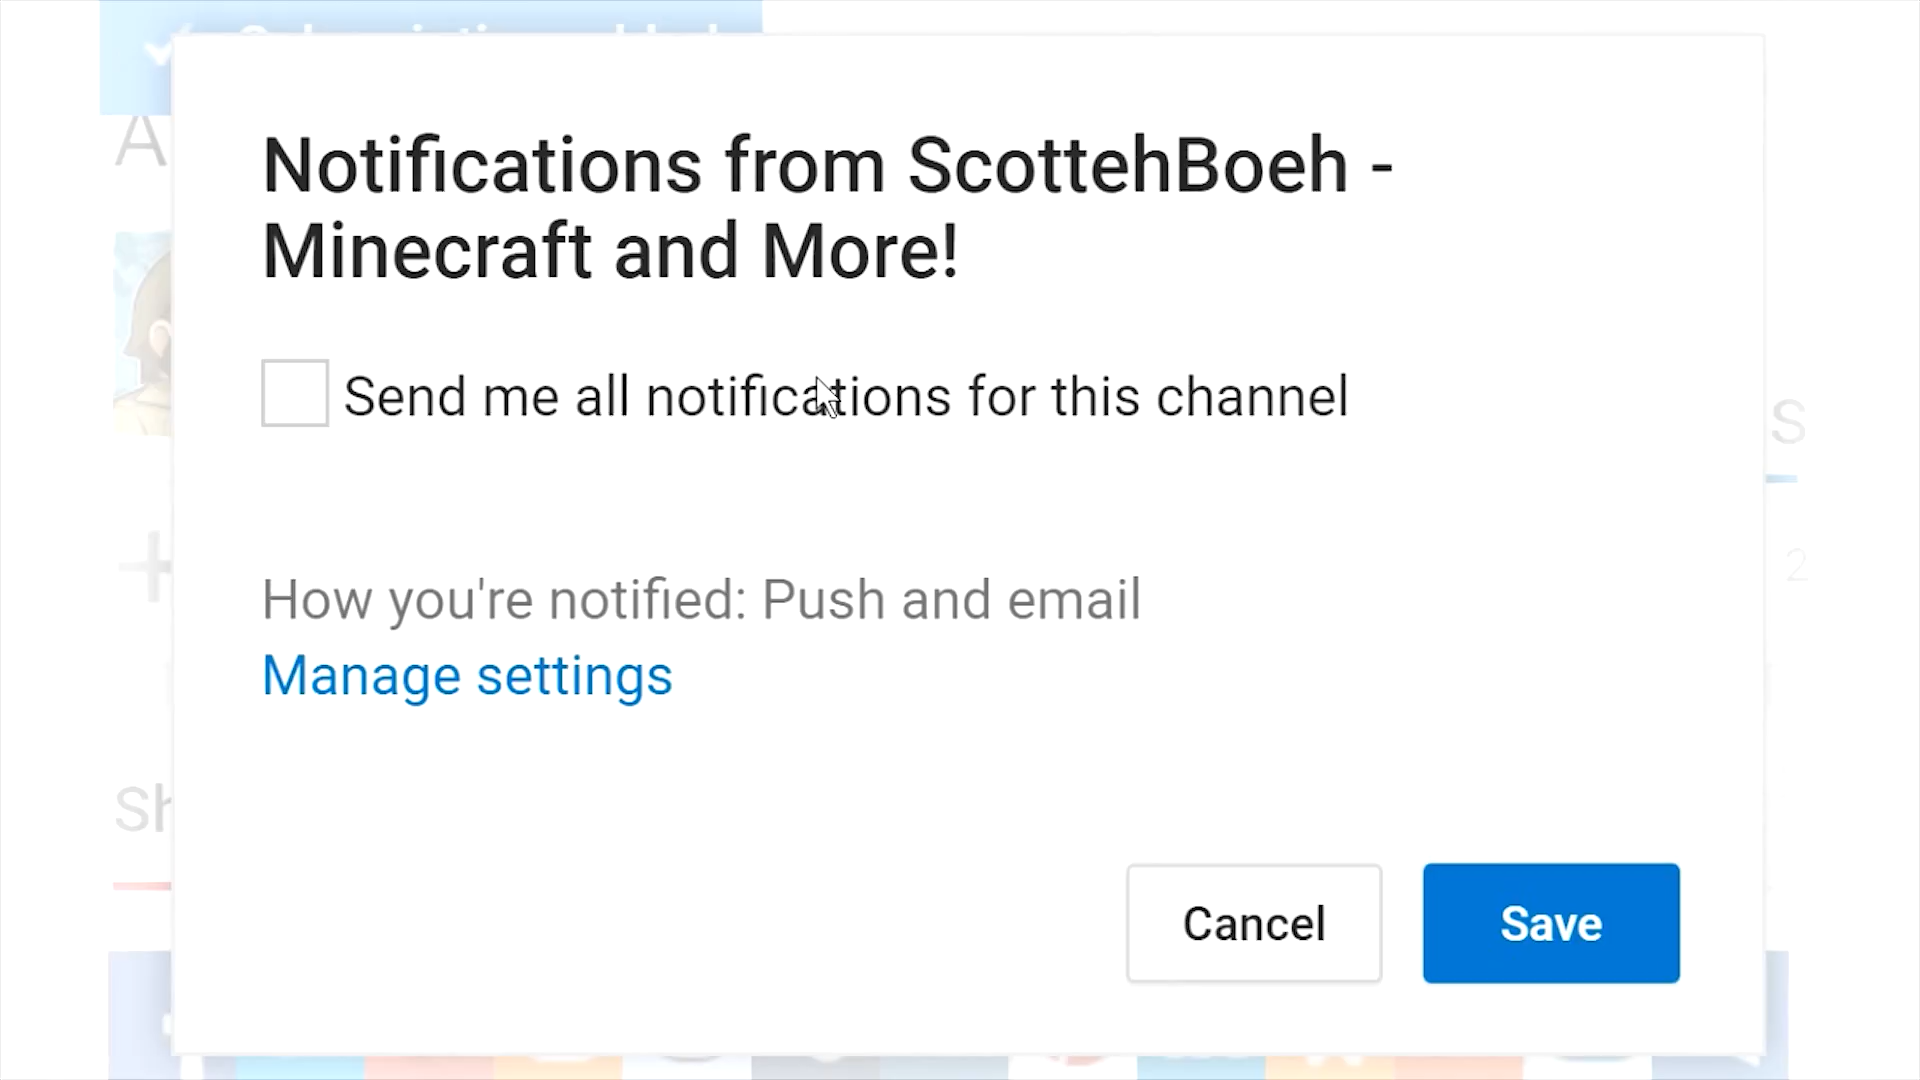 Notifications from ScottehBoeh -
Minecraft and More!
Send me all notifications for this channel
How you're notified: Push and email
Manage settings
Cancel
Save